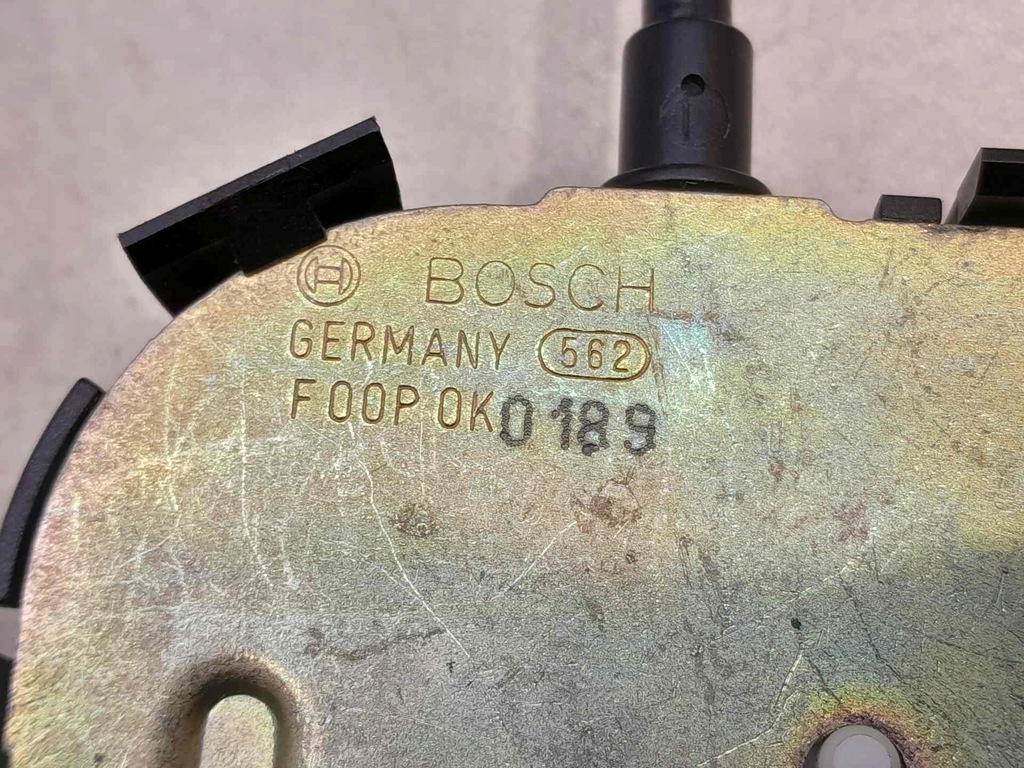 BOSCH
GERMANY 562
F00P 0K0189